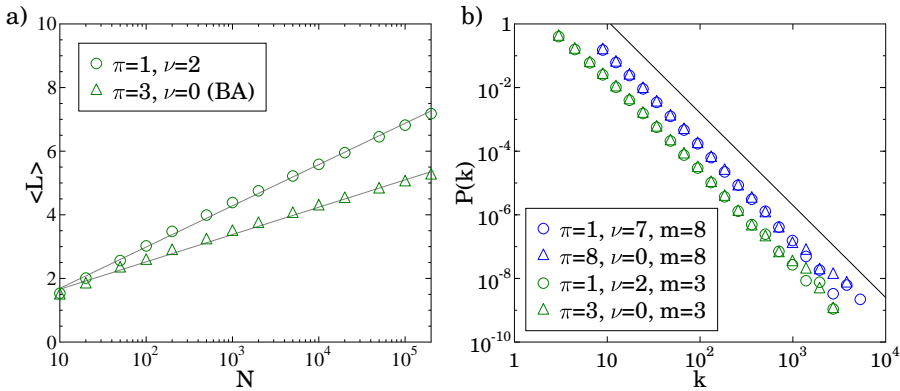 a)
10
8
6
4
2
0
<L>
π=1, ν=2
π=3, ν=0 (BA)
10
10^2
10^3
10^4
10^5
N
b)
1
10^-2
10^-4
10^-6
10^-8
10^-10
P(k)
π=1, ν=7, m=8
π=8, ν=0, m=8
π=1, ν=2, m=3
π=3, ν=0, m=3
1
10
10^2
10^3
10^4
k